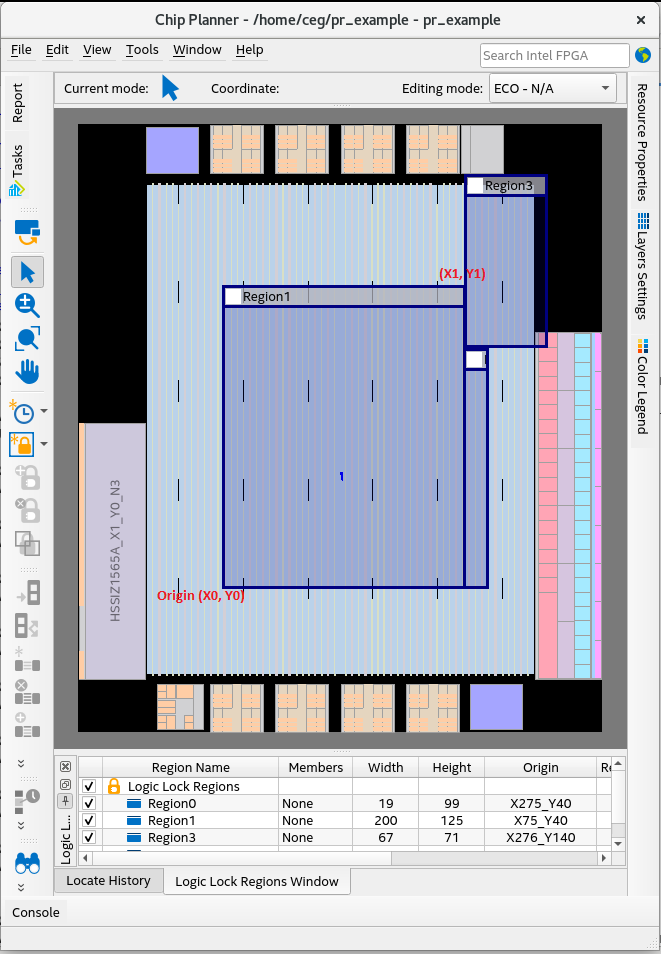 Chip Planner - /home/ceg/pr_example - pr_example
File Edit View Tools Window Help
Search Intel FPGA
Report
Tasks
Current mode: Coordinate: Editing mode: ECO - N/A
Resource Properties
Layers Settings
Color Legend
Region3
(X1, Y1)
Region1
HSSIZ1565A_X1_Y0_N3
Origin (X0, Y0)
Logic L...
Region Name Members Width Height Origin
Logic Lock Regions
Region0 None 19 99 X275_Y40
Region1 None 200 125 X75_Y40
Region3 None 67 71 X276_Y140
Locate History Logic Lock Regions Window
Console